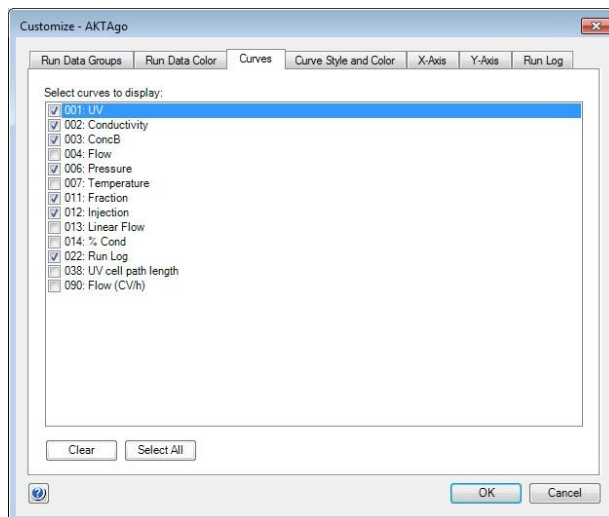 Customize - AKTAgo
Run Data Groups Run Data Color Curves Curve Style and Color X-Axis Y-Axis Run Log
Select curves to display:
001: UV
002: Conductivity
003: ConcB
004: Flow
006: Pressure
007: Temperature
011: Fraction
012: Injection
013: Linear Flow
014: % Cond
022: Run Log
038: UV cell path length
090: Flow (CV/h)
Clear Select All
OK Cancel